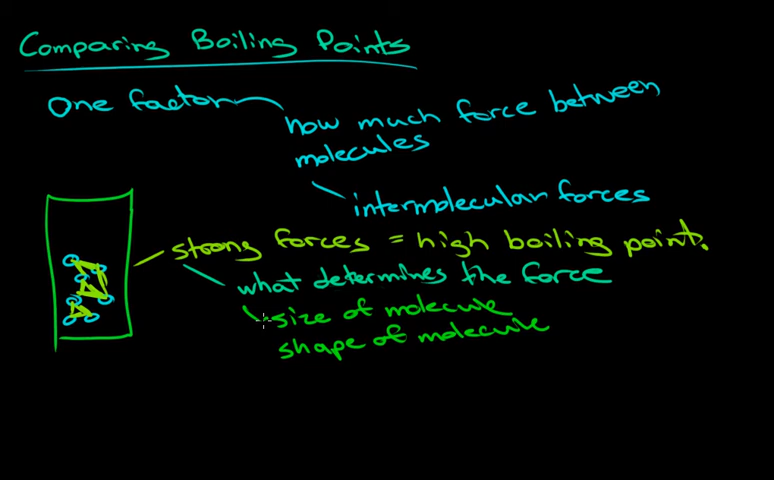 Comparing Boiling Points
One factor
how much force between
molecules
intermolecular forces
strong forces = high boiling point.
what determines the force
size of molecule
shape of molecule